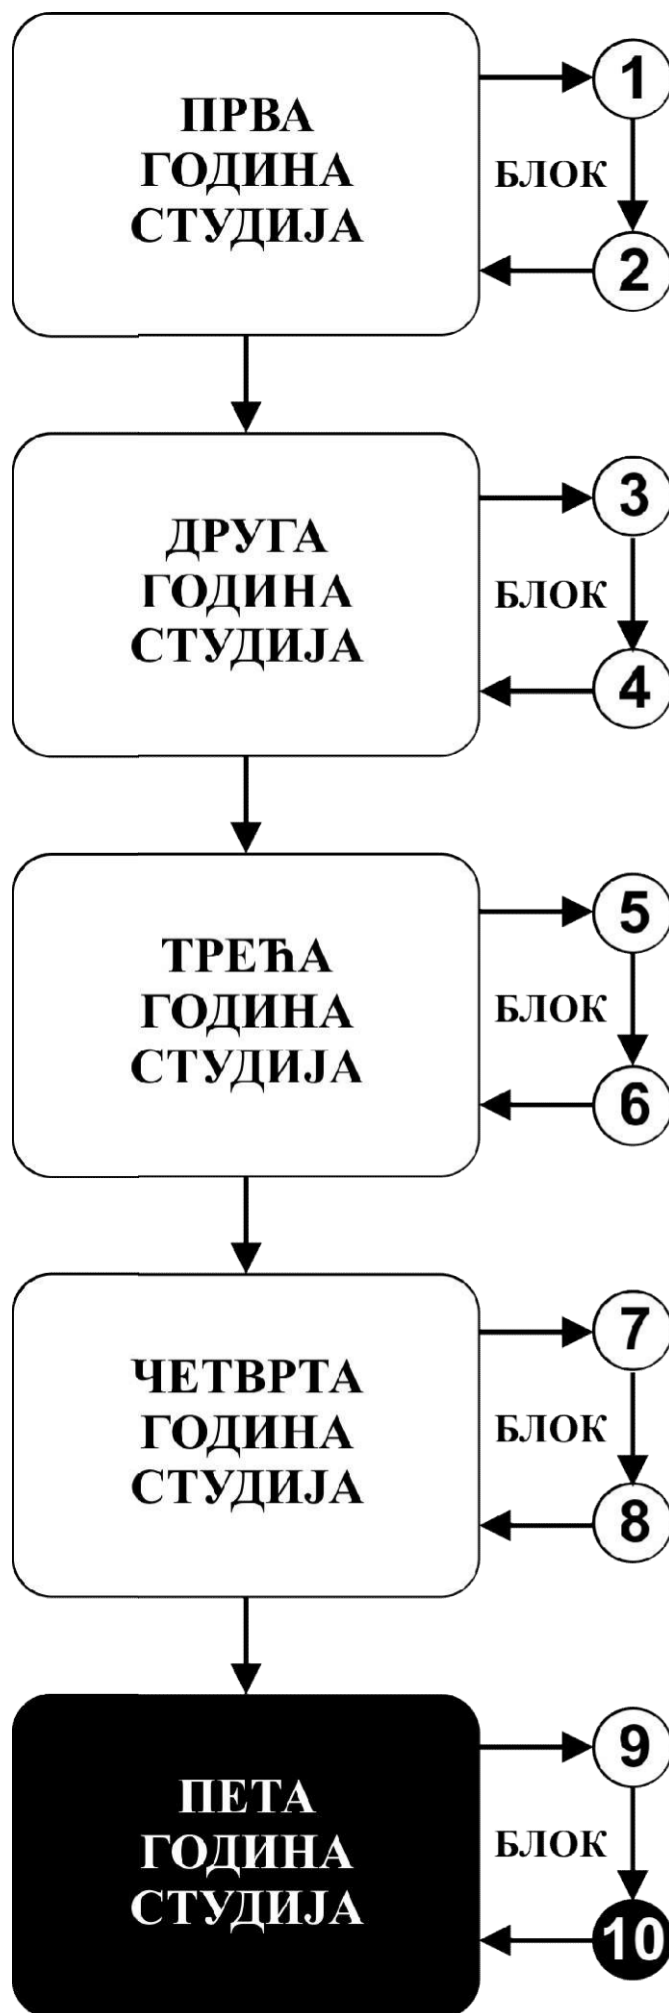 ПРВА
ГОДИНА
СТУДИЈА
1
БЛОК
2
ДРУГА
ГОДИНА
СТУДИЈА
3
БЛОК
4
ТРЕЋА
ГОДИНА
СТУДИЈА
5
БЛОК
6
ЧЕТВРТА
ГОДИНА
СТУДИЈА
7
БЛОК
8
ПЕТА
ГОДИНА
СТУДИЈА
9
БЛОК
10